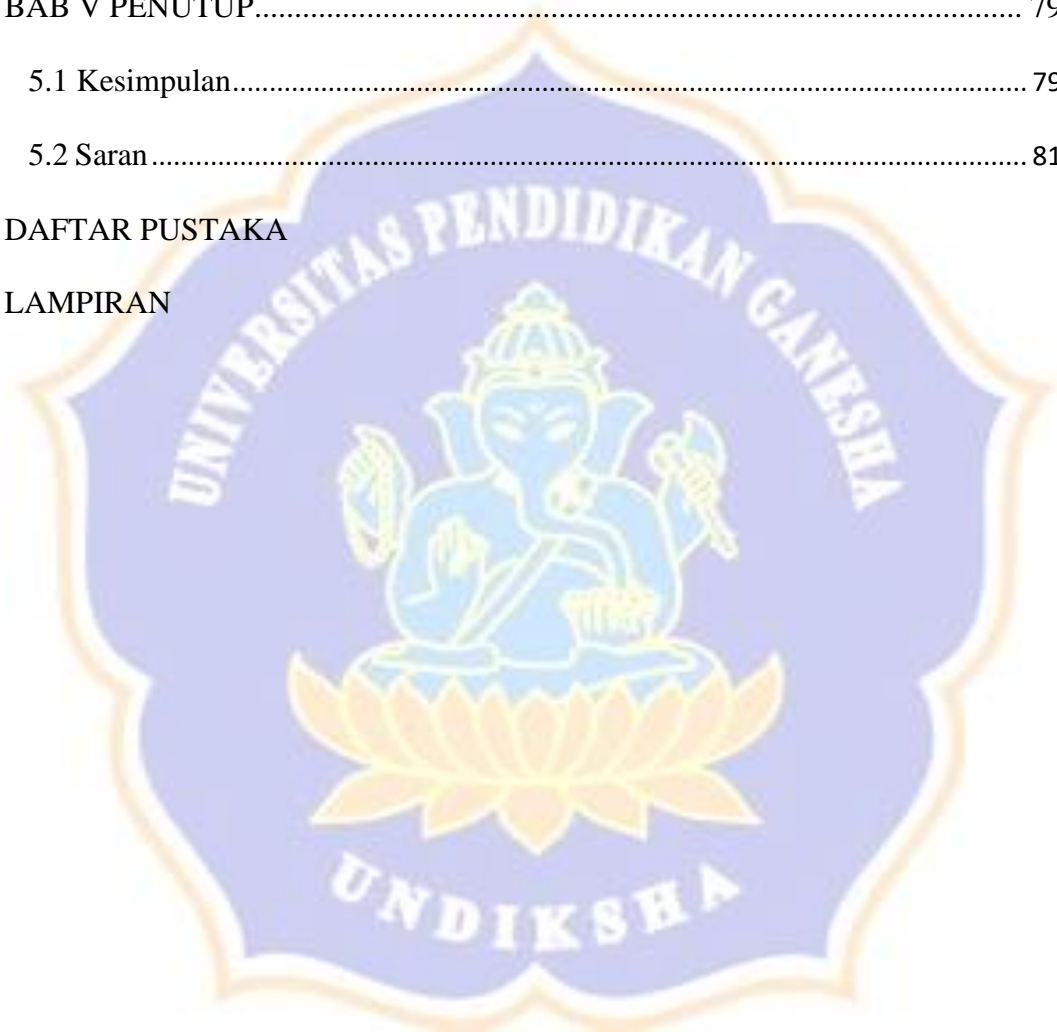 BAB V PENUTUP.......................................................................................... 79
5.1 Kesimpulan.......................................................................................... 79
5.2 Saran.................................................................................................... 81
DAFTAR PUSTAKA
LAMPIRAN
UNIVERSITAS PENDIDIKAN GANESHA
UNDIKSHA